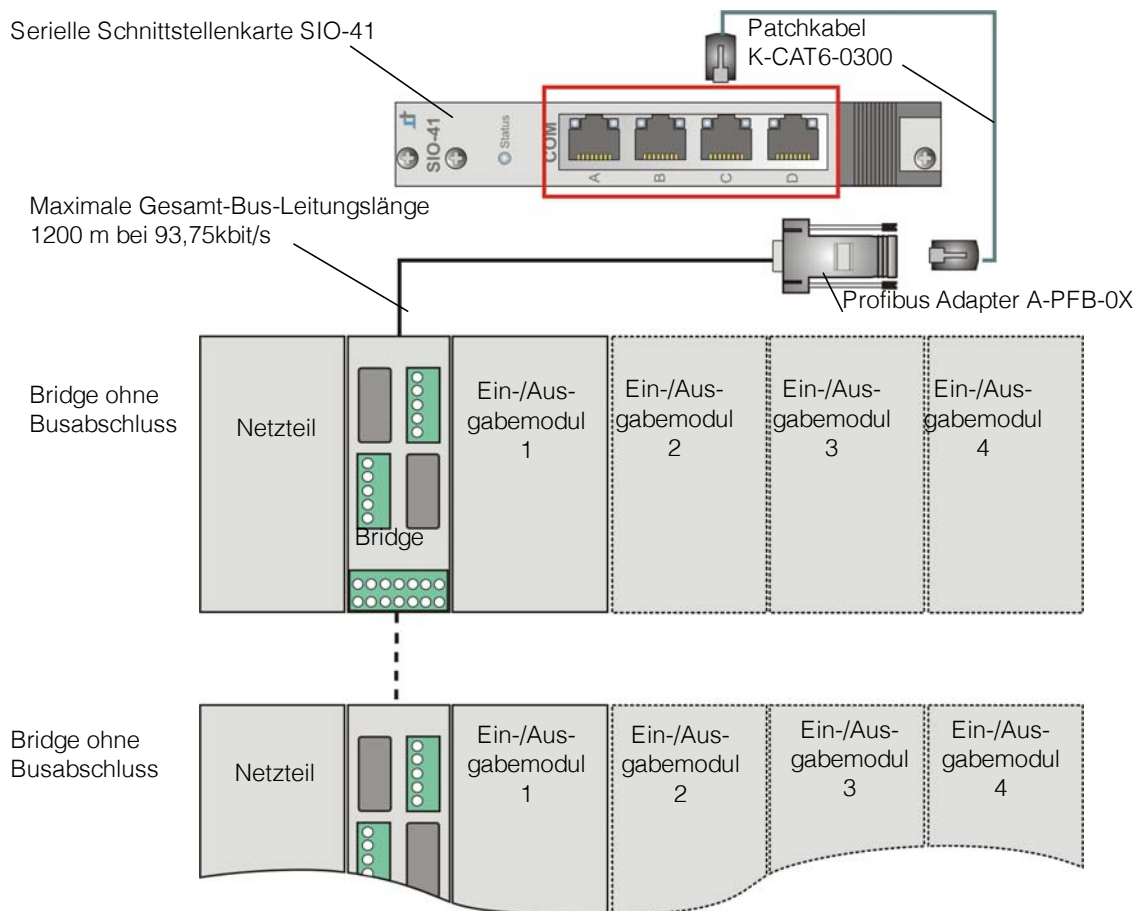 Serielle Schnittstellenkarte SIO-41
Patchkabel
K-CAT6-0300
SIO-41
Status
COM
A
B
C
D
Maximale Gesamt-Bus-Leitungslänge
1200 m bei 93,75kbit/s
Profibus Adapter A-PFB-0X
Bridge ohne
Busabschluss
Netzteil
Bridge
Ein-/Aus-
gabemodul
1
Ein-/Aus-
gabemodul
2
Ein-/Aus-
gabemodul
3
Ein-/Aus-
gabemodul
4
Bridge ohne
Busabschluss
Netzteil
Ein-/Aus-
gabemodul
1
Ein-/Aus-
gabemodul
2
Ein-/Aus-
gabemodul
3
Ein-/Aus-
gabemodul
4